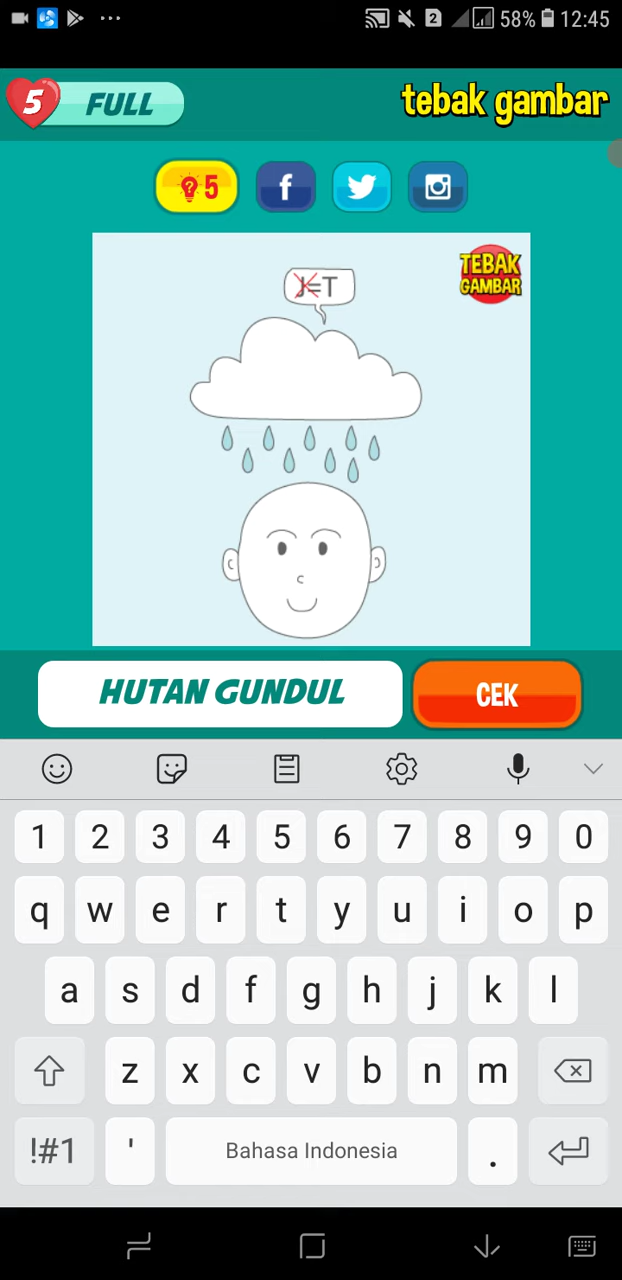 2 58% 12:45
5 FULL tebak gambar
5 f
J=T
TEBAK
GAMBAR
HUTAN GUNDUL CEK
1 2 3 4 5 6 7 8 9 0
q w e r t y u i o p
a s d f g h j k l
z x c v b n m
!#1 ' Bahasa Indonesia .